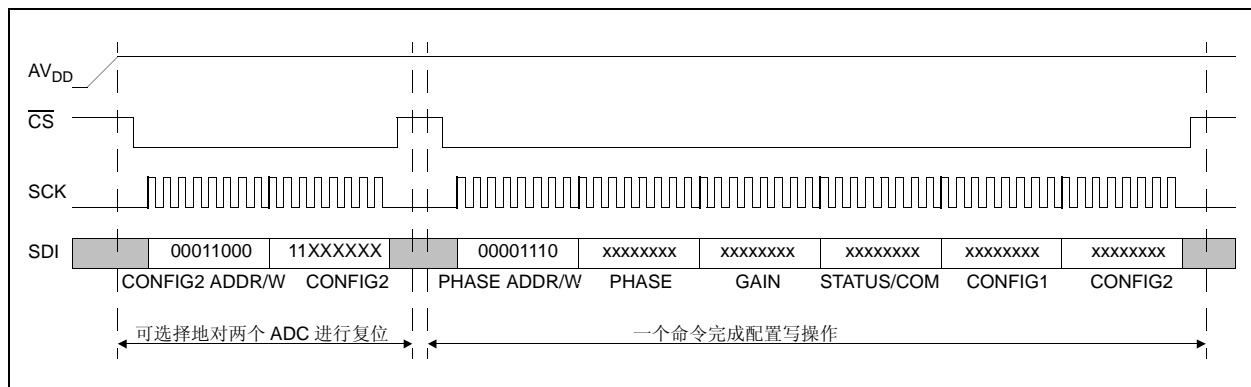 AVDD
CS
SCK
SDI 00011000 11XXXXXX 00001110 xxxxxxxx xxxxxxxx xxxxxxxx xxxxxxxx xxxxxxxx
CONFIG2 ADDR/W CONFIG2 PHASE ADDR/W PHASE GAIN STATUS/COM CONFIG1 CONFIG2
可选择地对两个 ADC 进行复位 一个命令完成配置写操作